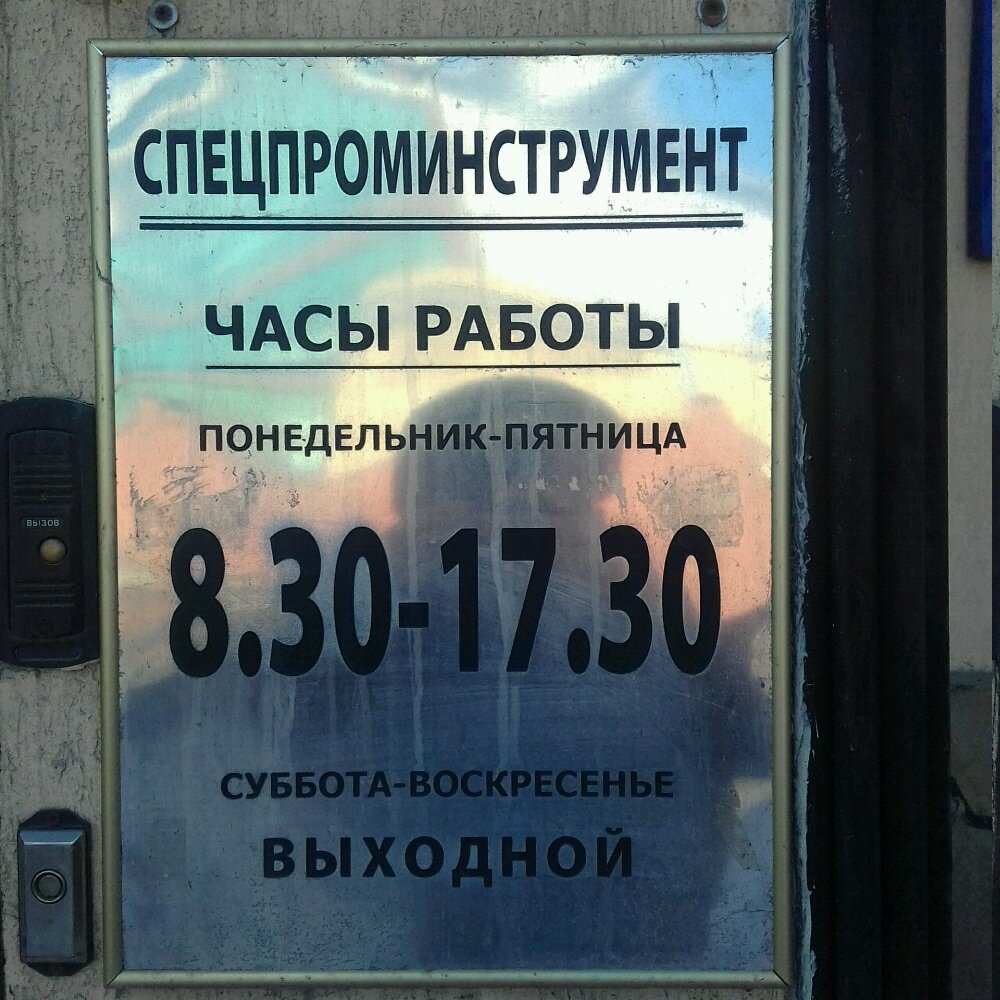 СПЕЦПРОМИНСТРУМЕНТ
ЧАСЫ РАБОТЫ
ПОНЕДЕЛЬНИК-ПЯТНИЦА
ВЫЗОВ
8.30-17.30
СУББОТА-ВОСКРЕСЕНЬЕ
ВЫХОДНОЙ